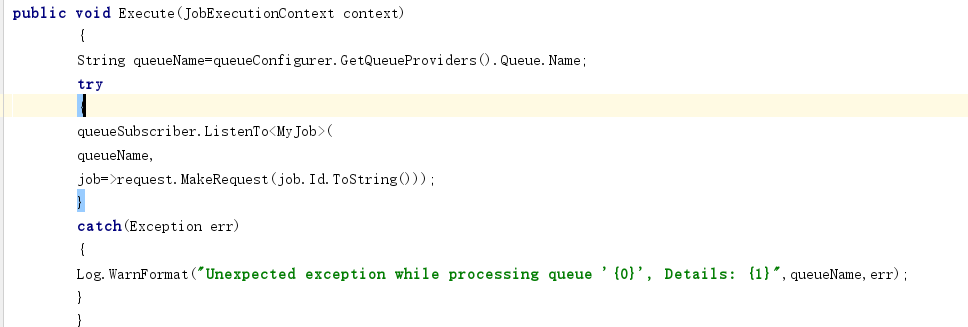 public void Execute(JobExecutionContext context)
{
String queueName=queueConfigurer.GetQueueProviders().Queue.Name;
try
{
queueSubscriber.ListenTo<MyJob>(
queueName,
job=>request.MakeRequest(job.Id.ToString()));
}
catch(Exception err)
{
Log.WarnFormat("Unexpected exception while processing queue '{0}', Details: {1}",queueName,err);
}
}